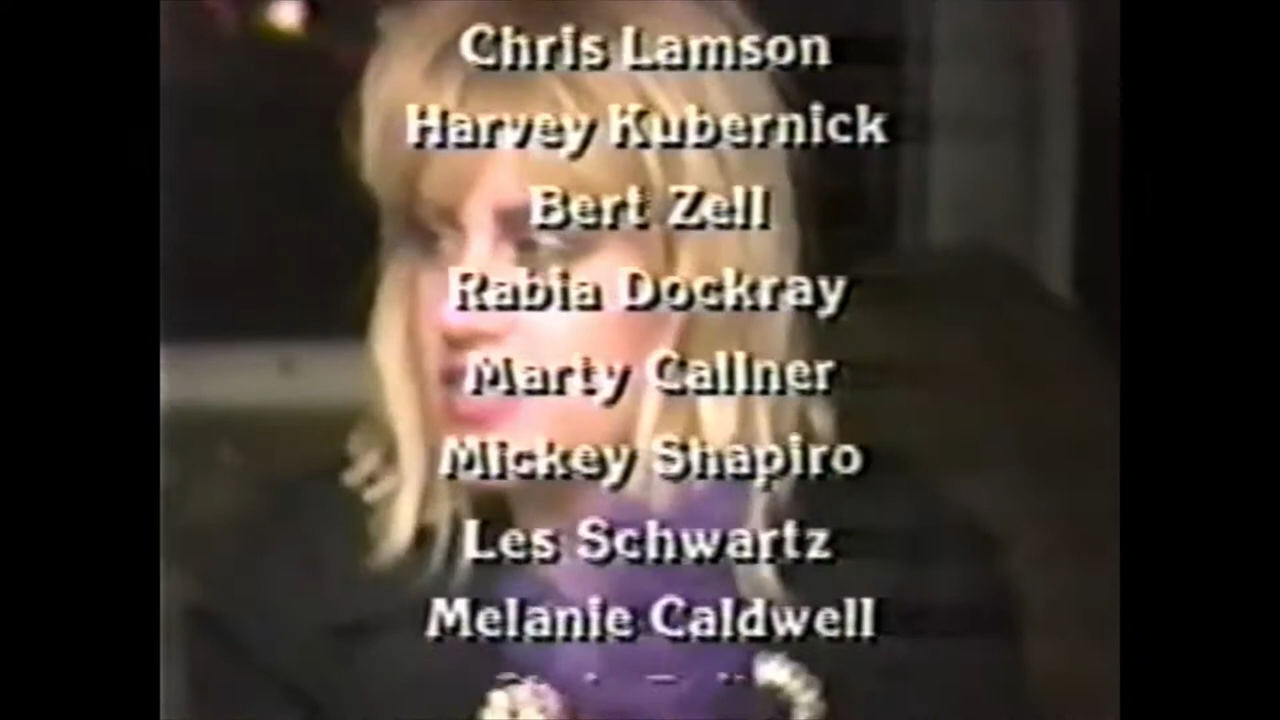 Chris Lamson
Harvey Kubernick
Bert Zell
Rabia Dockray
Marty Callner
Mickey Shapiro
Les Schwartz
Melanie Caldwell